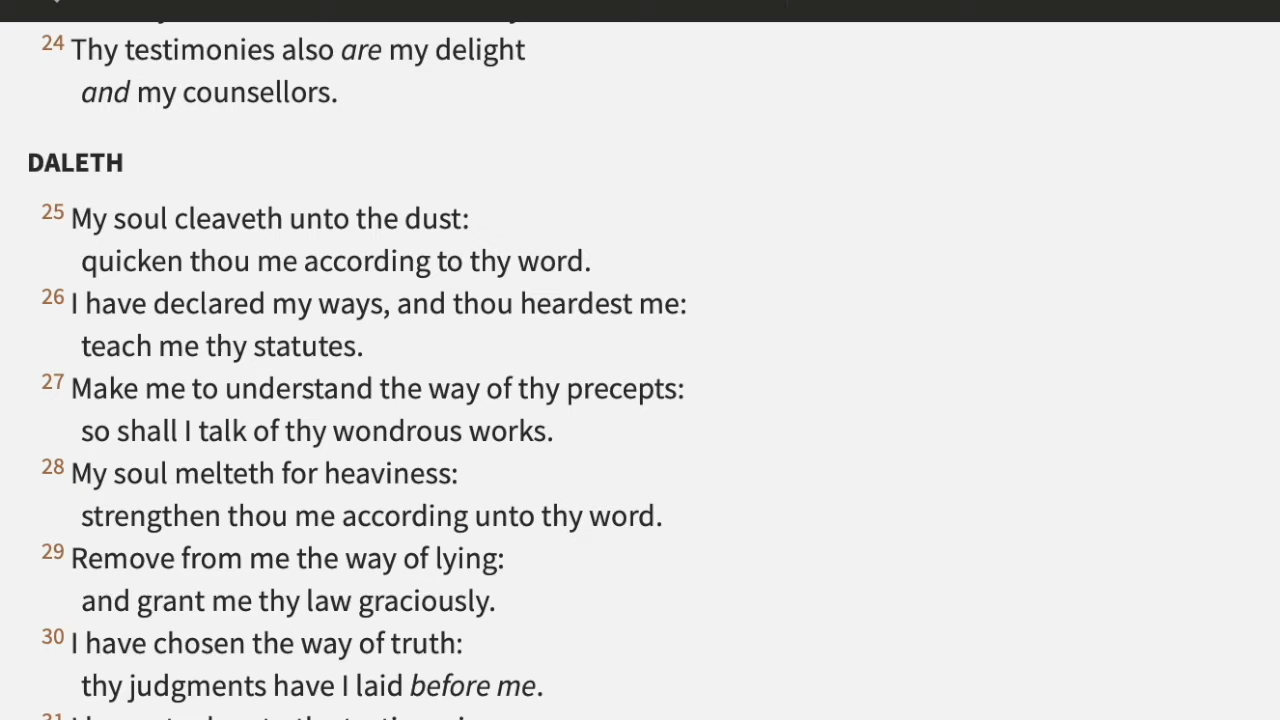 24 Thy testimonies also are my delight
and my counsellors.
DALETH
25 My soul cleaveth unto the dust:
quicken thou me according to thy word.
26 I have declared my ways, and thou heardest me:
teach me thy statutes.
27 Make me to understand the way of thy precepts:
so shall I talk of thy wondrous works.
28 My soul melteth for heaviness:
strengthen thou me according unto thy word.
29 Remove from me the way of lying:
and grant me thy law graciously.
30 I have chosen the way of truth:
thy judgments have I laid before me.
31